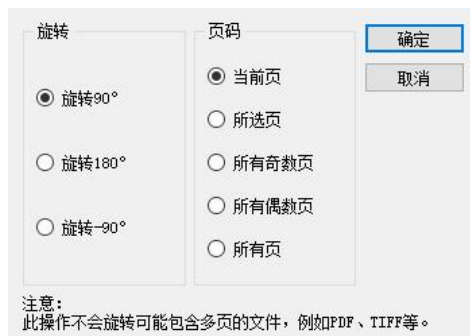 旋转
页码
确定
取消
旋转90°
旋转180°
旋转-90°
当前页
所选页
所有奇数页
所有偶数页
所有页
注意：
此操作不会旋转可能包含多页的文件，例如PDF、TIFF等。